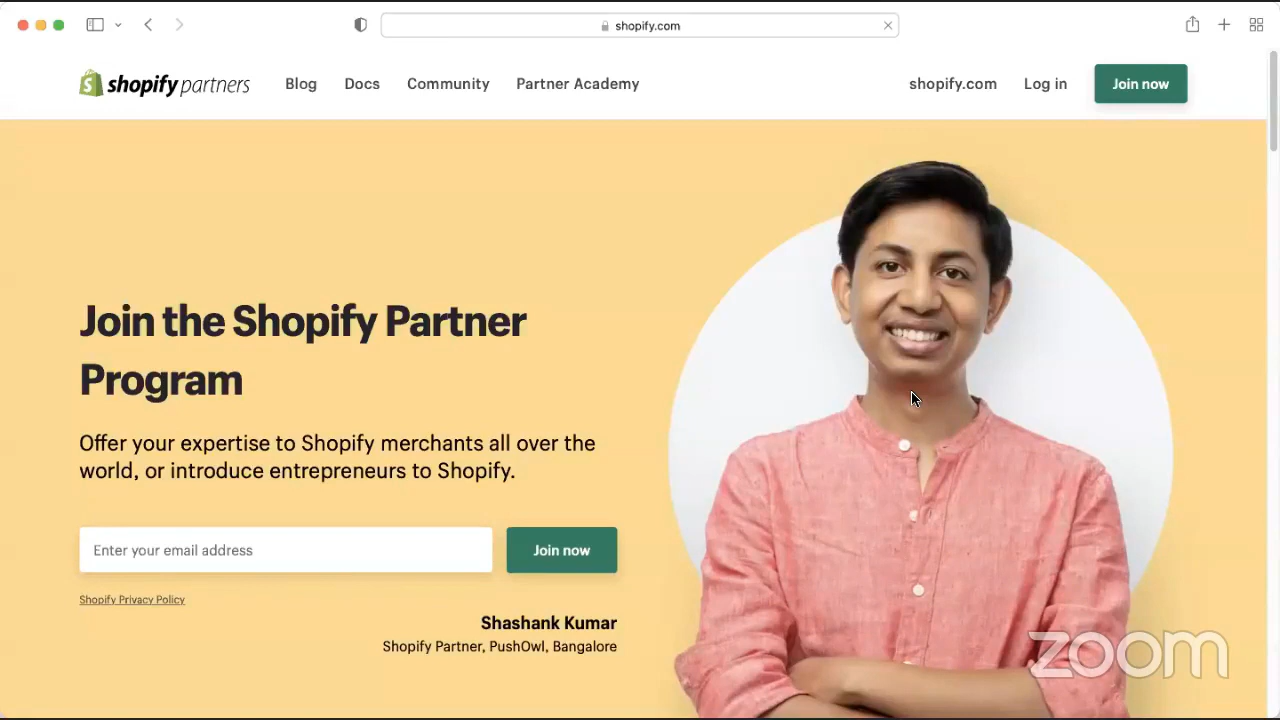 shopify.com
shopify partners
Blog
Docs
Community
Partner Academy
shopify.com
Log in
Join now
Join the Shopify Partner
Program
Offer your expertise to Shopify merchants all over the
world, or introduce entrepreneurs to Shopify.
Enter your email address
Join now
Shopify Privacy Policy
Shashank Kumar
Shopify Partner, PushOwl, Bangalore
zoom